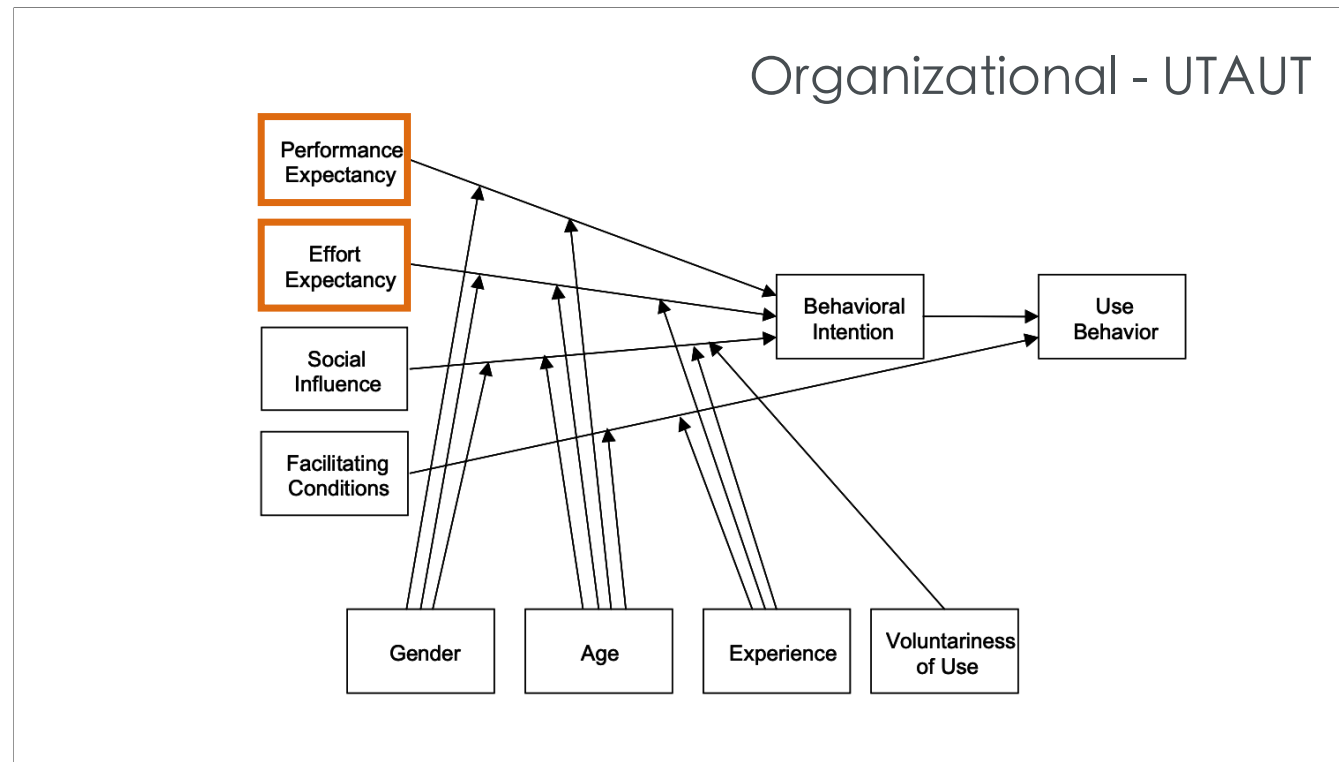 Organizational - UTAUT
Performance
Expectancy
Effort
Expectancy
Social
Influence
Facilitating
Conditions
Behavioral
Intention
Use
Behavior
Gender
Age
Experience
Voluntariness
of Use